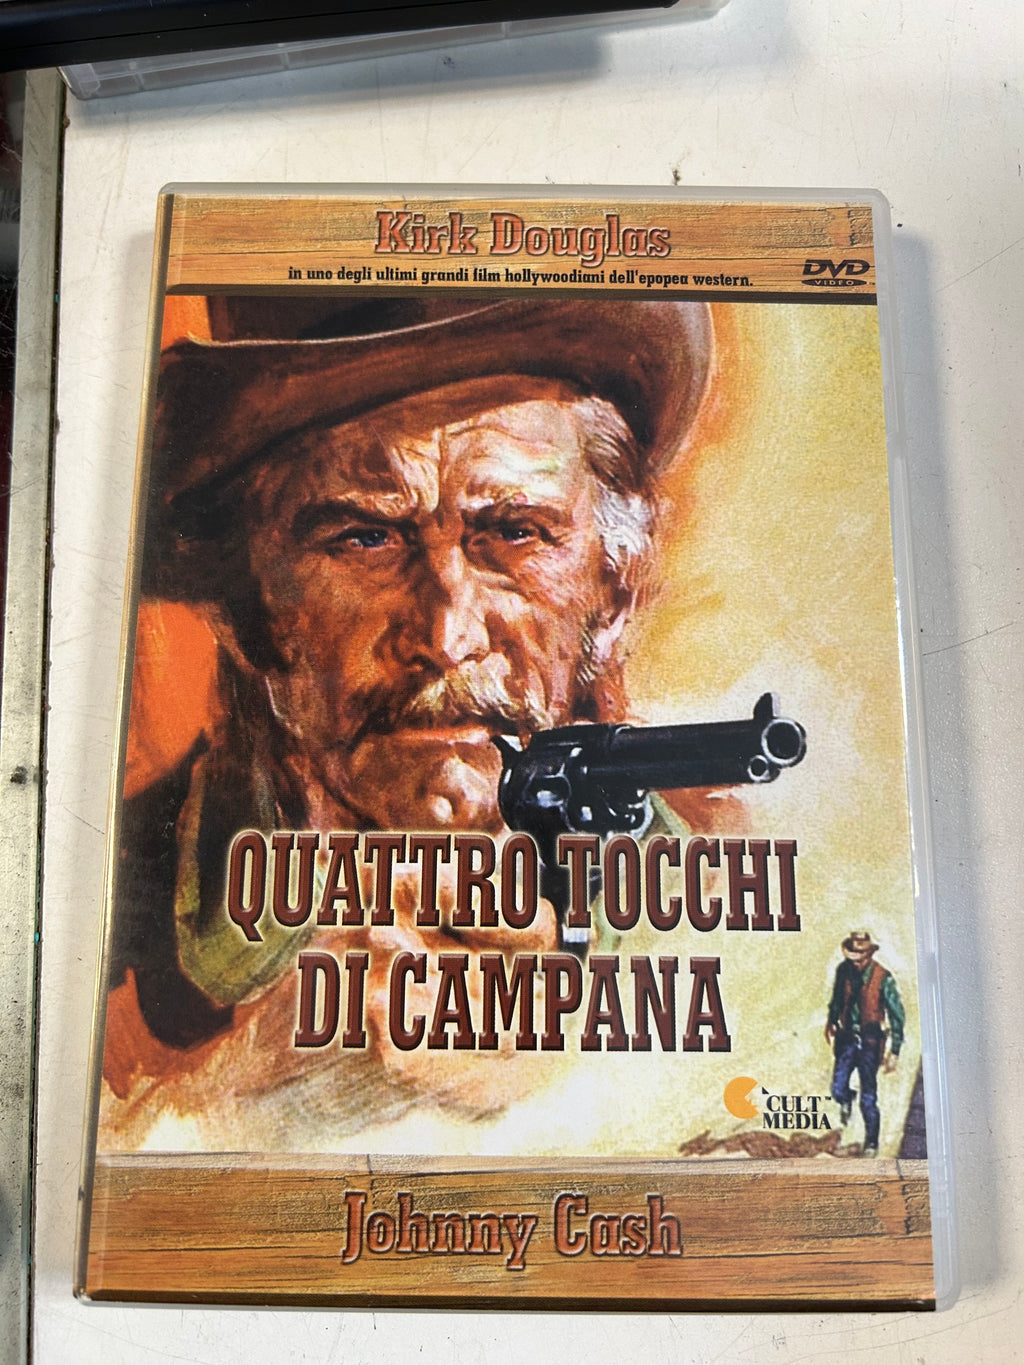 Kirk Douglas
in uno degli ultimi grandi film hollywoodiani dell'epopea western.
DVD
VIDEO
QUATTRO TOCCHI
DI CAMPANA
CULT
MEDIA
Johnny Cash